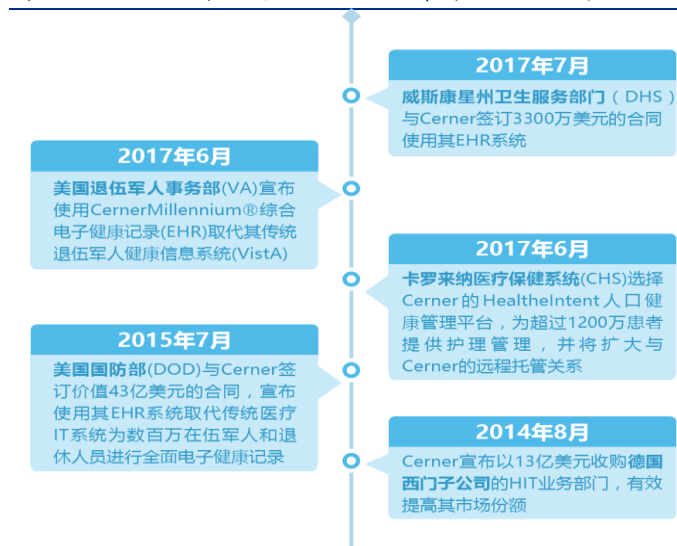 2017年7月
威斯康星州卫生服务部门（DHS）
与Cerner签订3300万美元的合同
使用其EHR系统
2017年6月
美国退伍军人事务部(VA)宣布
使用CernerMillennium®综合
电子健康记录(EHR)取代其传统
退伍军人健康信息系统(VistA)
2017年6月
卡罗来纳医疗保健系统(CHS)选择
Cerner的HealtheIntent人口健
康管理平台，为超过1200万患者
提供护理管理，并将扩大与
Cerner的远程托管关系
2015年7月
美国国防部(DOD)与Cerner签
订价值43亿美元的合同，宣布
使用其EHR系统取代传统医疗
IT系统为数百万在伍军人和退
休人员进行全面电子健康记录
2014年8月
Cerner宣布以13亿美元收购德国
西门子公司的HIT业务部门，有效
提高其市场份额